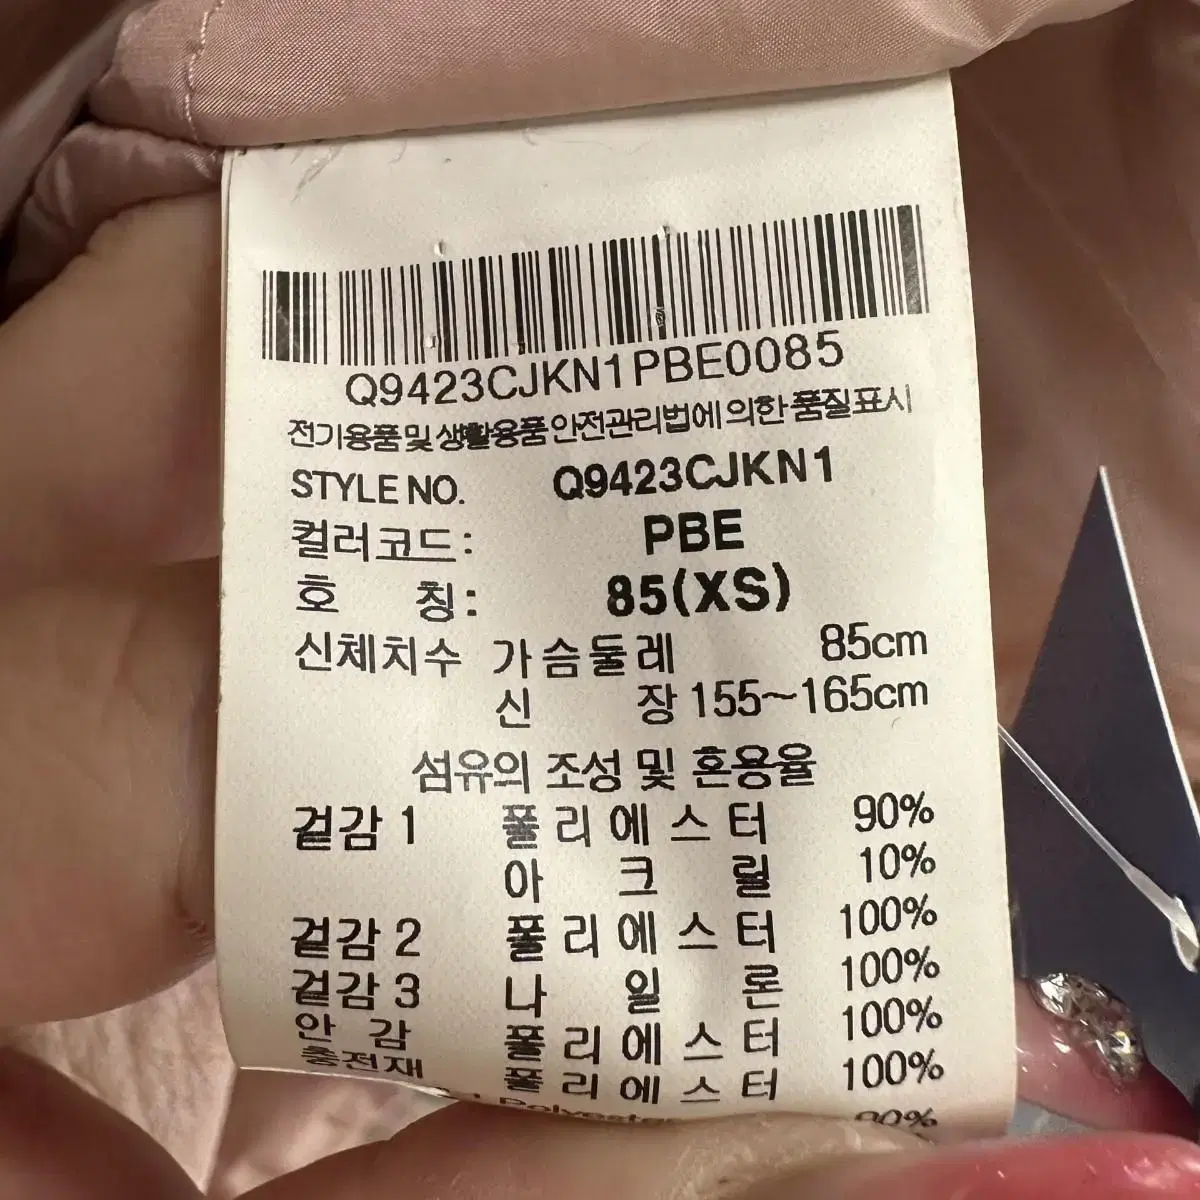 Q9423CJKN1PBE0085
전기용품 및 생활용품 안전관리법에 의한 품질표시
STYLE NO. Q9423CJKN1
컬러코드: PBE
호 칭: 85(XS)
신체치수 가슴둘레 85cm
신 장 155~165cm
섬유의 조성 및 혼용율
겉감 1 폴리에스터 90%
아크릴 10%
겉감 2 폴리에스터 100%
겉감 3 나일론 100%
안 감 폴리에스터 100%
충전재 폴리에스터 100%
90%